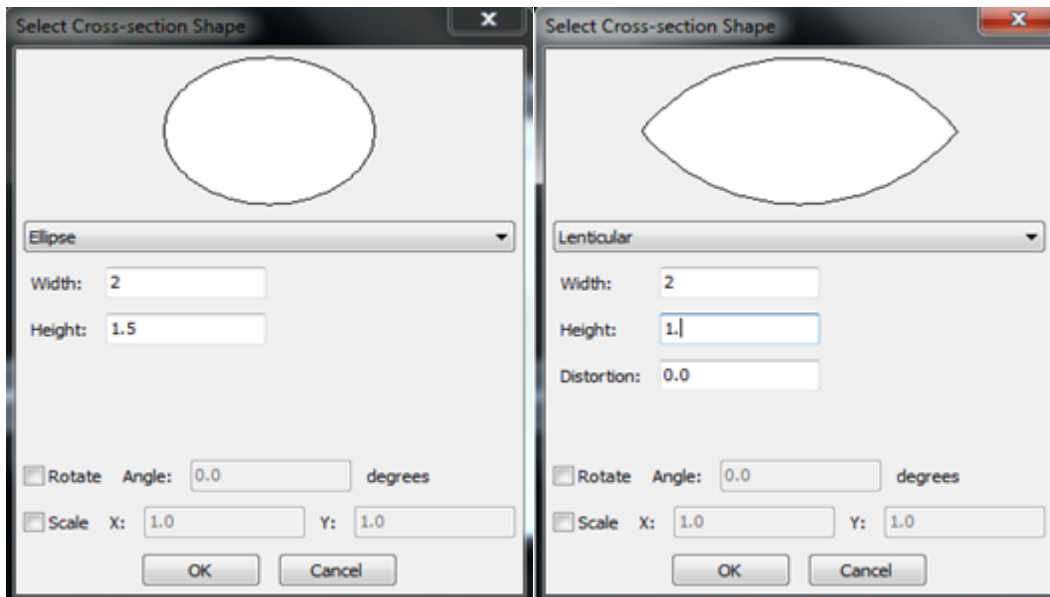 Select Cross-section Shape
Ellipse
Width: 2
Height: 1.5
Rotate Angle: 0.0 degrees
Scale X: 1.0 Y: 1.0
OK Cancel
Select Cross-section Shape
Lenticular
Width: 2
Height: 1.
Distortion: 0.0
Rotate Angle: 0.0 degrees
Scale X: 1.0 Y: 1.0
OK Cancel